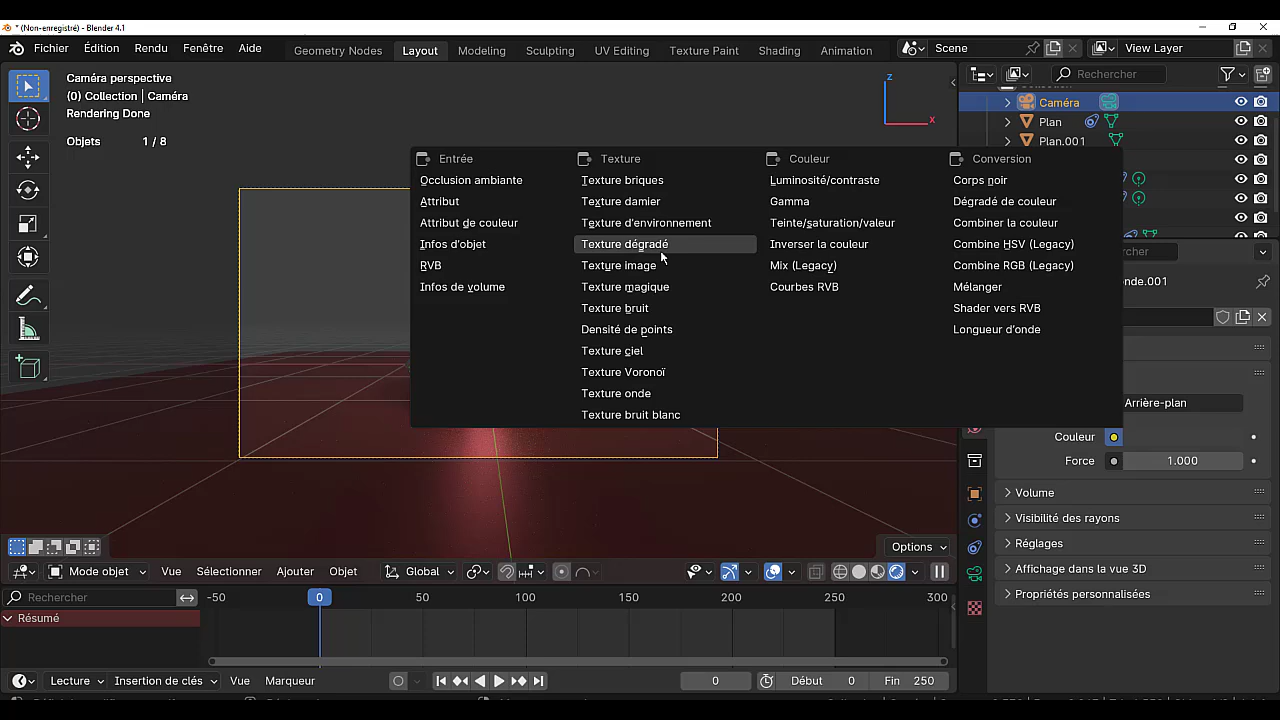 * (Non-enregistré) - Blender 4.1
Fichier Édition Rendu Fenêtre Aide Geometry Nodes Layout Modeling Sculpting UV Editing Texture Paint Shading Animation Scene View Layer
Caméra perspective
(0) Collection | Caméra
Rendering Done
Objets 1 / 8
Z
X
Rechercher
Caméra
Plan
Plan.001
Entrée
Occlusion ambiante
Attribut
Attribut de couleur
Infos d'objet
RVB
Infos de volume
Texture
Texture briques
Texture damier
Texture d'environnement
Texture dégradé
Texture image
Texture magique
Texture bruit
Densité de points
Texture ciel
Texture Voronoï
Texture onde
Texture bruit blanc
Couleur
Luminosité/contraste
Gamma
Teinte/saturation/valeur
Inverser la couleur
Mix (Legacy)
Courbes RVB
Conversion
Corps noir
Dégradé de couleur
Combiner la couleur
Combine HSV (Legacy)
Combine RGB (Legacy)
Mélanger
Shader vers RVB
Longueur d'onde
Arrière-plan
Couleur
Force 1.000
Volume
Visibilité des rayons
Réglages
Affichage dans la vue 3D
Propriétés personnalisées
Options
Mode objet Vue Sélectionner Ajouter Objet Global
Rechercher
-50 0 50 100 150 200 250 300
Résumé
Lecture Insertion de clés Vue Marqueur 0 Début 0 Fin 250